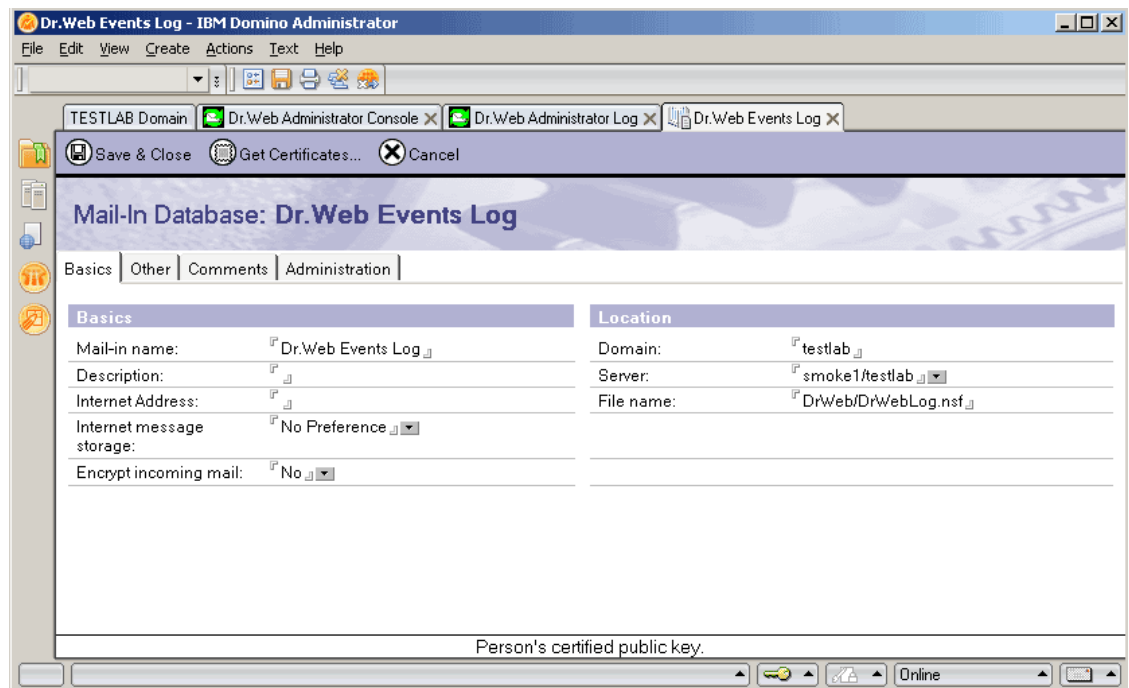 Dr.Web Events Log - IBM Domino Administrator
File Edit View Create Actions Text Help
TESTLAB Domain Dr.Web Administrator Console Dr.Web Administrator Log Dr.Web Events Log
Save & Close Get Certificates... Cancel
Mail-In Database: Dr.Web Events Log
Basics Other Comments Administration
Basics Location
Mail-in name: Dr.Web Events Log Domain: testlab
Description: Server: smoke1/testlab
Internet Address: File name: DrWeb/DrWebLog.nsf
Internet message No Preference
storage:
Encrypt incoming mail: No
Person's certified public key.
Online